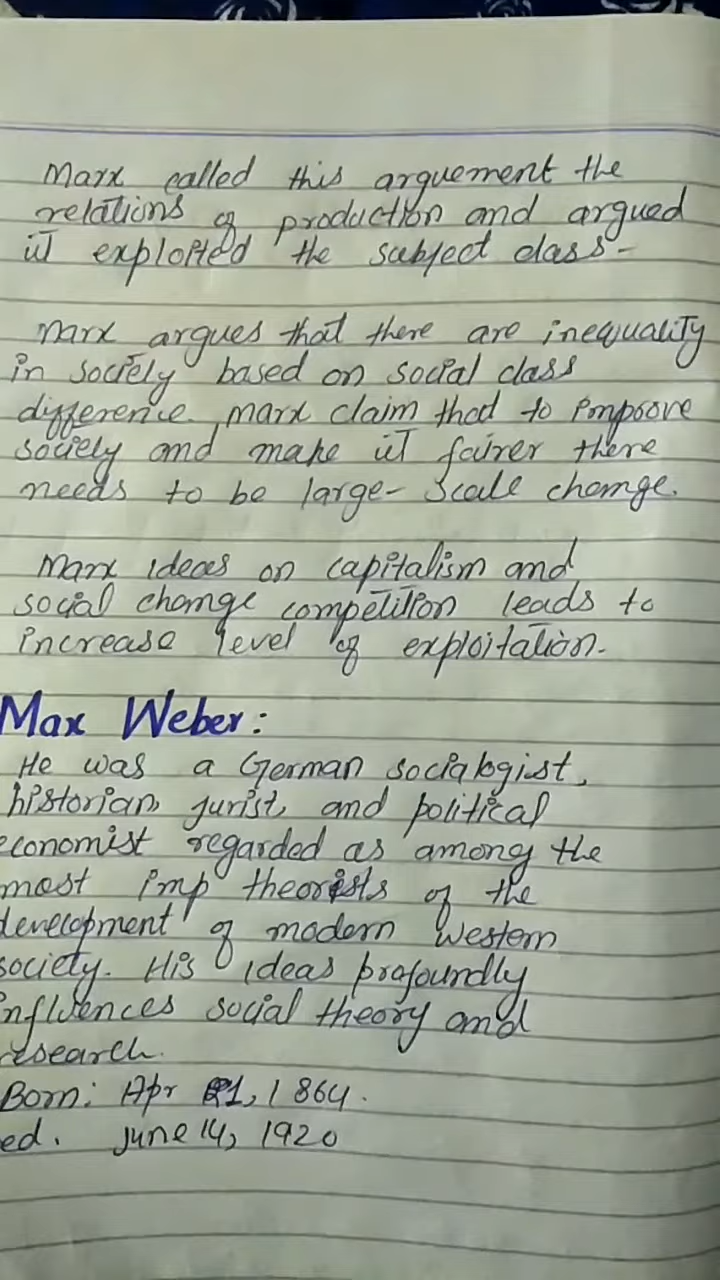 Marx called this arguement the
relations of production and argued
it exploited the subject class-
Marx argues that there are inequality
in society based on social class
difference. Marx claim that to improove
society and make it fairer there
needs to be large-scale change.
Marx ideas on capitalism and
social change competition leads to
increase level of exploitation.
Max Weber:
He was a German socialogist,
historian, jurist, and political
economist regarded as among the
most imp theorists of the
development of modern western
society. His ideas profoundly
influences social theory and
research.
Born: Apr 21, 1864.
ed. June 14, 1920